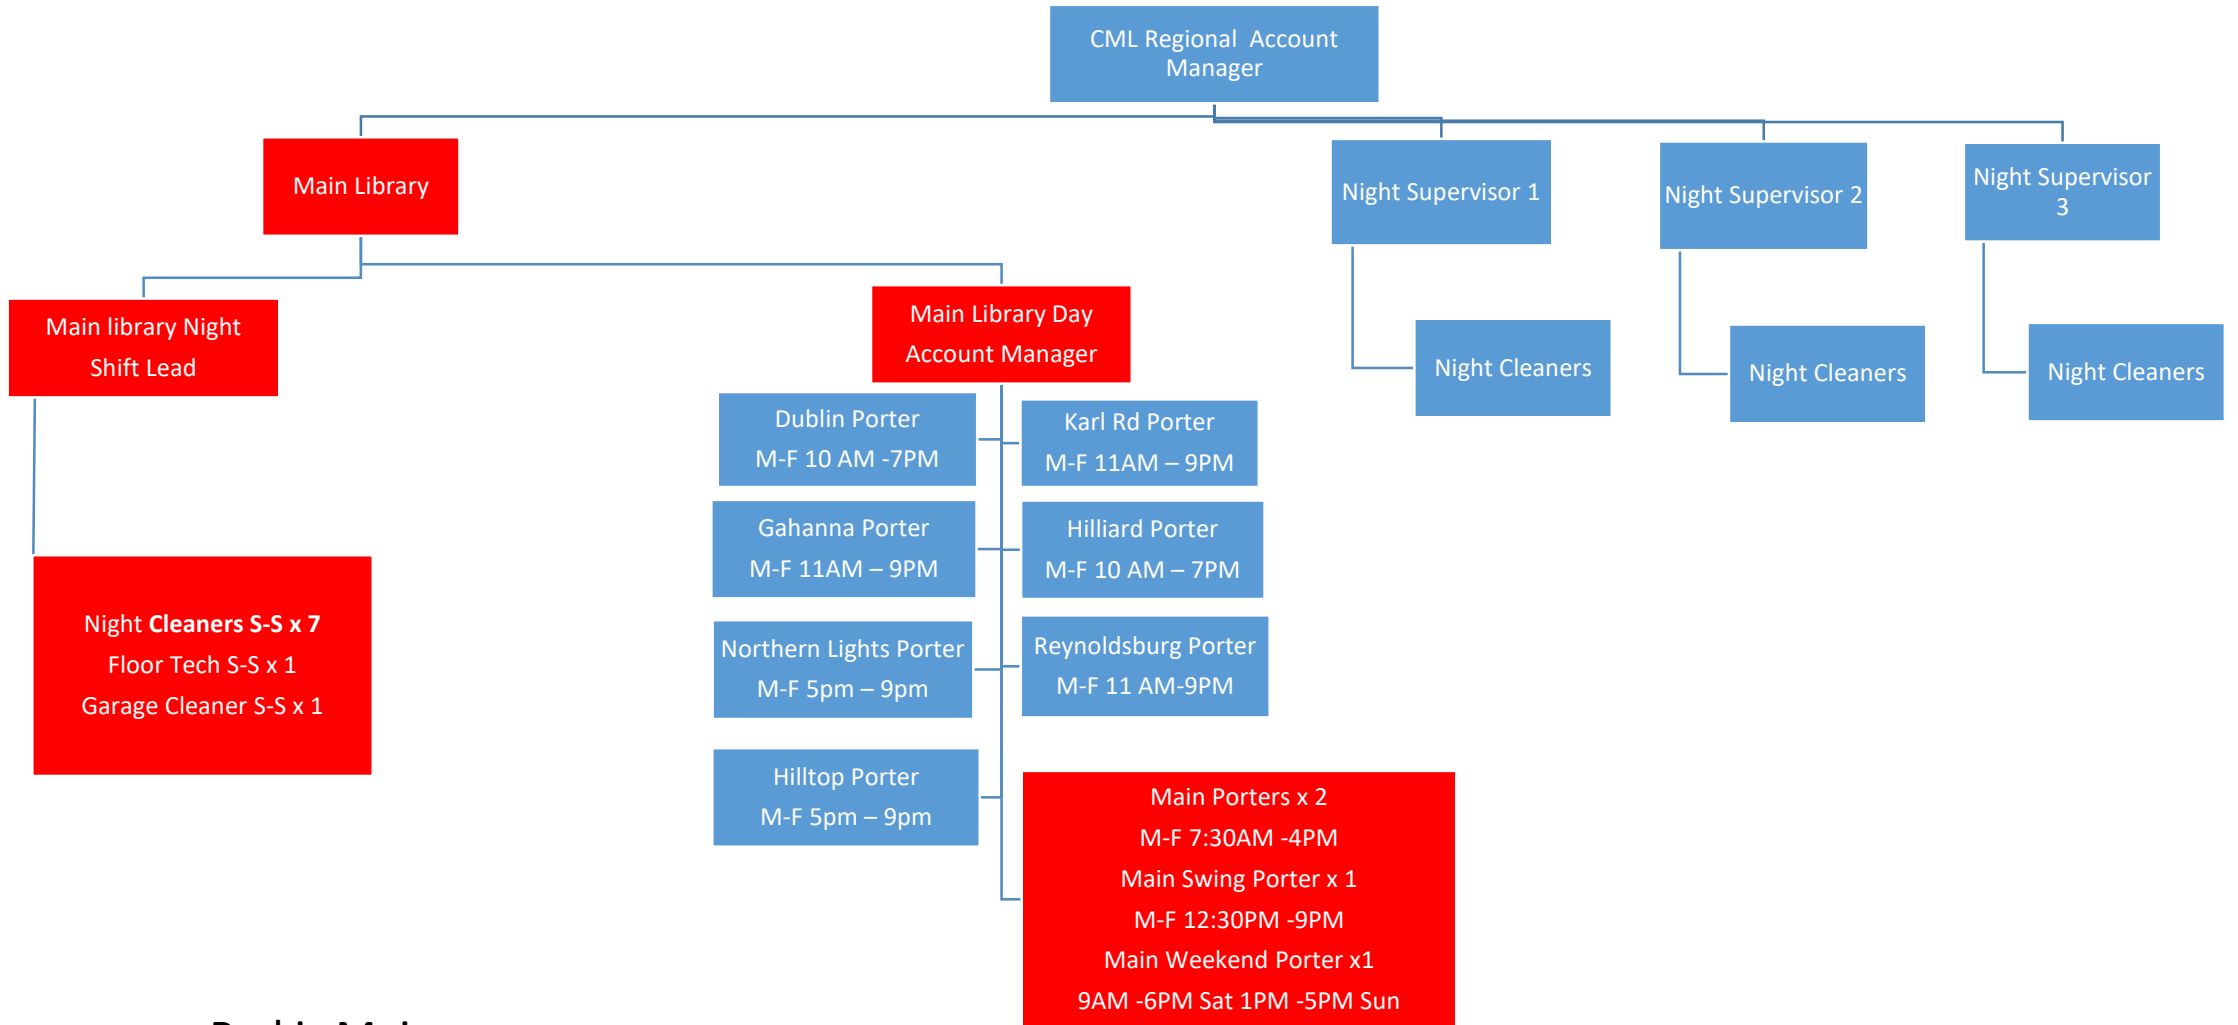 CML Regional Account
Manager
Main Library
Night Supervisor 1
Night Supervisor 2
Night Supervisor
3
Main library Night
Shift Lead
Main Library Day
Account Manager
Night Cleaners
Night Cleaners
Night Cleaners
Dublin Porter
M-F 10 AM -7PM
Karl Rd Porter
M-F 11AM – 9PM
Gahanna Porter
M-F 11AM – 9PM
Hilliard Porter
M-F 10 AM – 7PM
Night Cleaners S-S x 7
Floor Tech S-S x 1
Garage Cleaner S-S x 1
Northern Lights Porter
M-F 5pm – 9pm
Reynoldsburg Porter
M-F 11 AM-9PM
Hilltop Porter
M-F 5pm – 9pm
Main Porters x 2
M-F 7:30AM -4PM
Main Swing Porter x 1
M-F 12:30PM -9PM
Main Weekend Porter x1
9AM -6PM Sat 1PM -5PM Sun